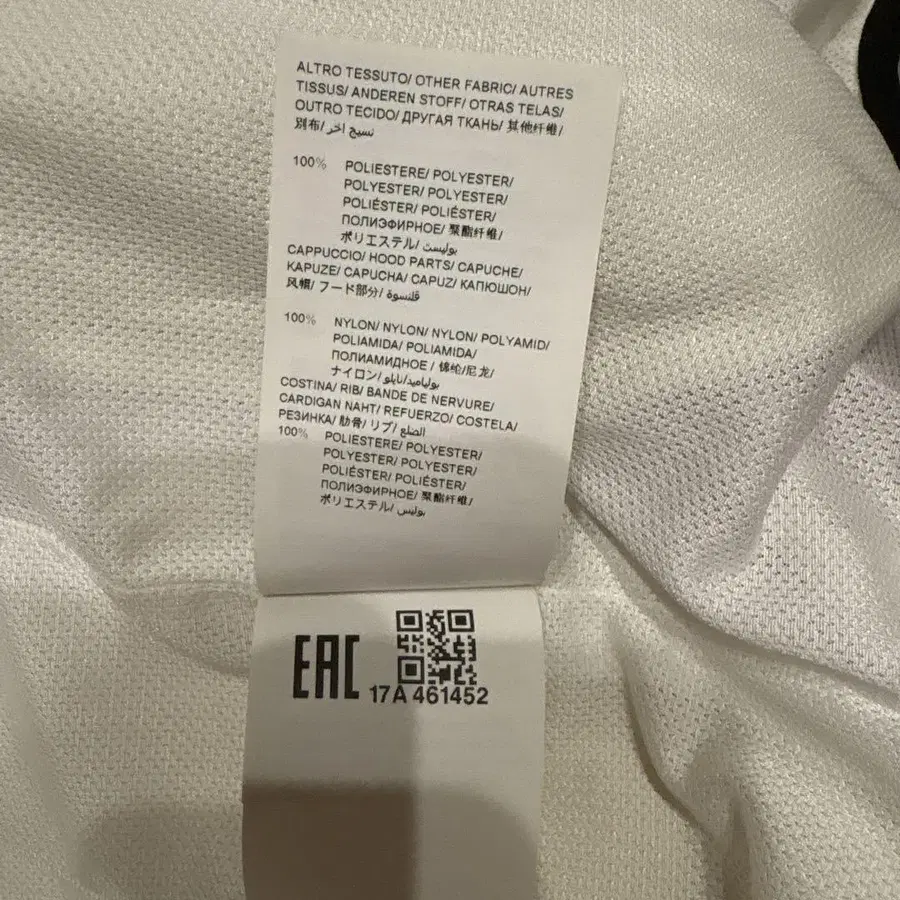 ALTRO TESSUTO/ OTHER FABRIC/ AUTRES
TISSUS/ ANDEREN STOFF/ OTRAS TELAS/
OUTRO TECIDO/ ДРУГАЯ ТКАНЬ/ 其他纤维/
別布/ نسيج اخر/
100% POLIESTERE/ POLYESTER/
POLYESTER/ POLYESTER/
POLIÉSTER/ POLIÉSTER/
ПОЛИЭФИРНОЕ/ 聚酯纤维/
ポリエステル/ بوليست/
CAPPUCCIO/ HOOD PARTS/ CAPUCHE/
KAPUZE/ CAPUCHA/ CAPUZ/ КАПЮШОН/
风帽/ フード部分/ قلنسوة/
100% NYLON/ NYLON/ NYLON/ POLYAMID/
POLIAMIDA/ POLIAMIDA/
ПОЛИАМИДНОЕ / 锦纶/尼龙/
ナイロン/ بولياميد/نايلو/
COSTINA/ RIB/ BANDE DE NERVURE/
CARDIGAN NAHT/ REFUERZO/ COSTELA/
РЕЗИНКА/ 肋骨/ リブ/ الضلع/
100% POLIESTERE/ POLYESTER/
POLYESTER/ POLYESTER/
POLIÉSTER/ POLIÉSTER/
ПОЛИЭФИРНОЕ/ 聚酯纤维/
ポリエステル/ بوليس/
EAC
17A 461452